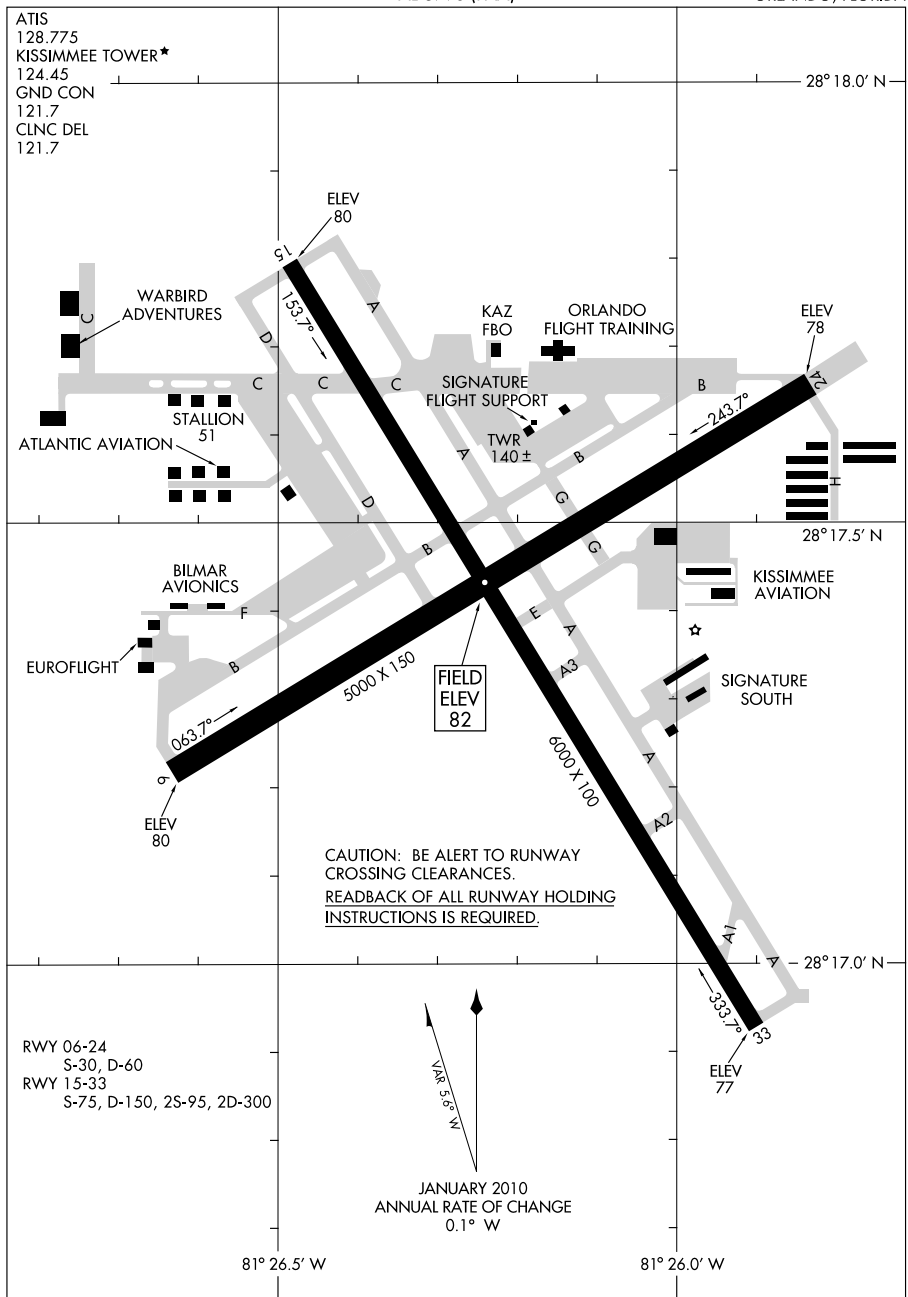 ATIS
128.775
KISSIMMEE TOWER★
124.45
GND CON
121.7
CLNC DEL
121.7
28° 18.0' N
ELEV
80
15
153.7°
A
D
WARBIRD
ADVENTURES
C
KAZ
FBO
ORLANDO
FLIGHT TRAINING
ELEV
78
24
243.7°
C
C
C
B
SIGNATURE
FLIGHT SUPPORT
STALLION
51
ATLANTIC AVIATION
TWR
140 ±
A
B
G
D
H
28° 17.5' N
B
G
BILMAR
AVIONICS
F
KISSIMMEE
AVIATION
E
A
EUROFLIGHT
B
A3
5000 X 150
FIELD
ELEV
82
SIGNATURE
SOUTH
063.7°
6
6000 X 100
A
ELEV
80
A2
CAUTION: BE ALERT TO RUNWAY
CROSSING CLEARANCES.
READBACK OF ALL RUNWAY HOLDING
INSTRUCTIONS IS REQUIRED.
A1
A
28° 17.0' N
333.7°
33
ELEV
77
RWY 06-24
S-30, D-60
RWY 15-33
S-75, D-150, 2S-95, 2D-300
VAR 5.6° W
JANUARY 2010
ANNUAL RATE OF CHANGE
0.1° W
81° 26.5' W
81° 26.0' W